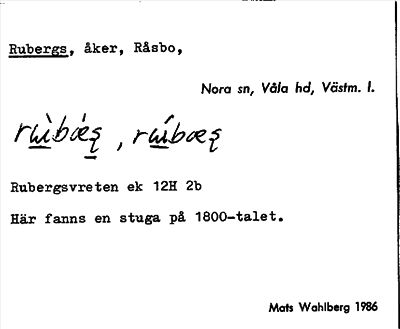 Rubergs, åker, Råsbo,
Nora sn, Våla hd, Västm. l.
Rubergsvreten ek 12H 2b
Här fanns en stuga på 1800-talet.
Mats Wahlberg 1986